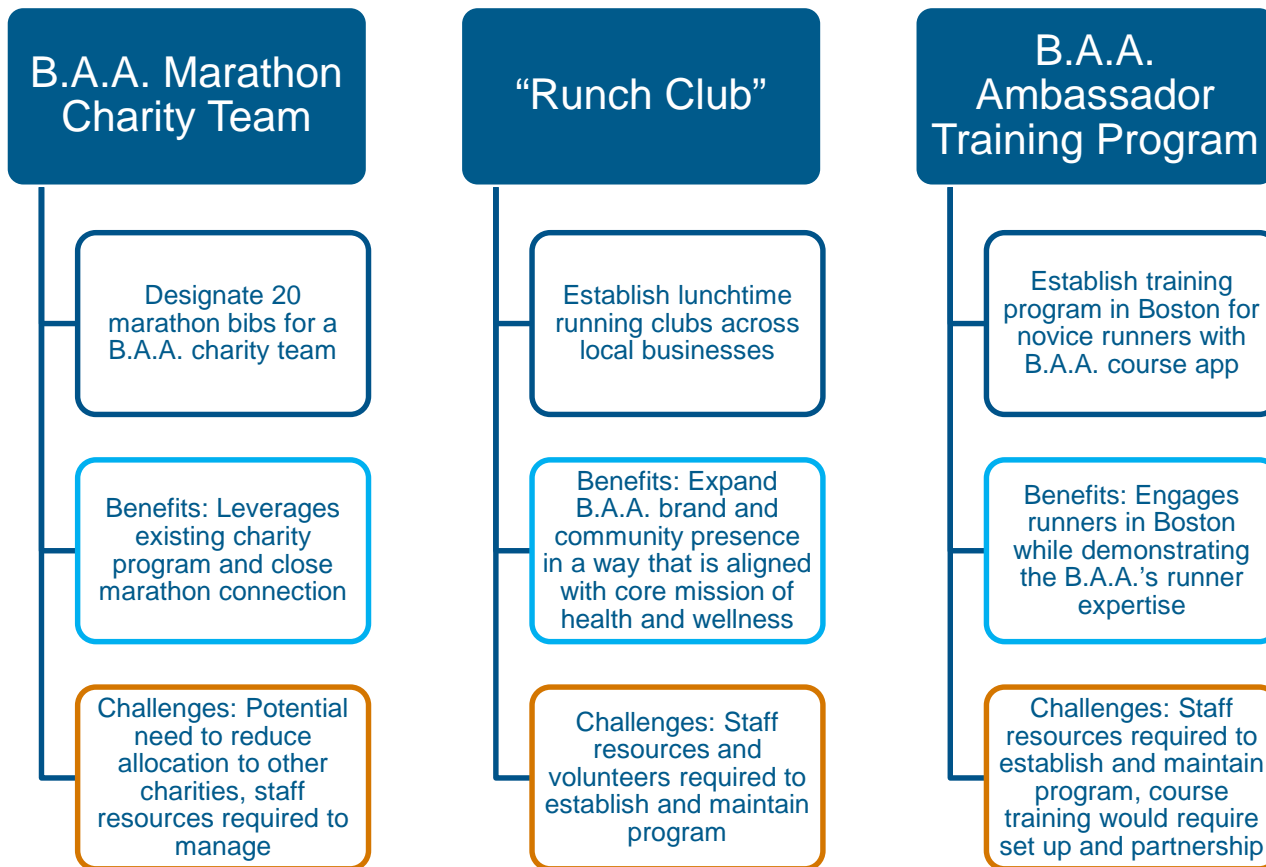 B.A.A. Marathon
Charity Team
Designate 20
marathon bibs for a
B.A.A. charity team
Benefits: Leverages
existing charity
program and close
marathon connection
Challenges: Potential
need to reduce
allocation to other
charities, staff
resources required to
manage
“Runch Club”
Establish lunchtime
running clubs across
local businesses
Benefits: Expand
B.A.A. brand and
community presence
in a way that is aligned
with core mission of
health and wellness
Challenges: Staff
resources and
volunteers required to
establish and maintain
program
B.A.A.
Ambassador
Training Program
Establish training
program in Boston for
novice runners with
B.A.A. course app
Benefits: Engages
runners in Boston
while demonstrating
the B.A.A.’s runner
expertise
Challenges: Staff
resources required to
establish and maintain
program, course
training would require
set up and partnership